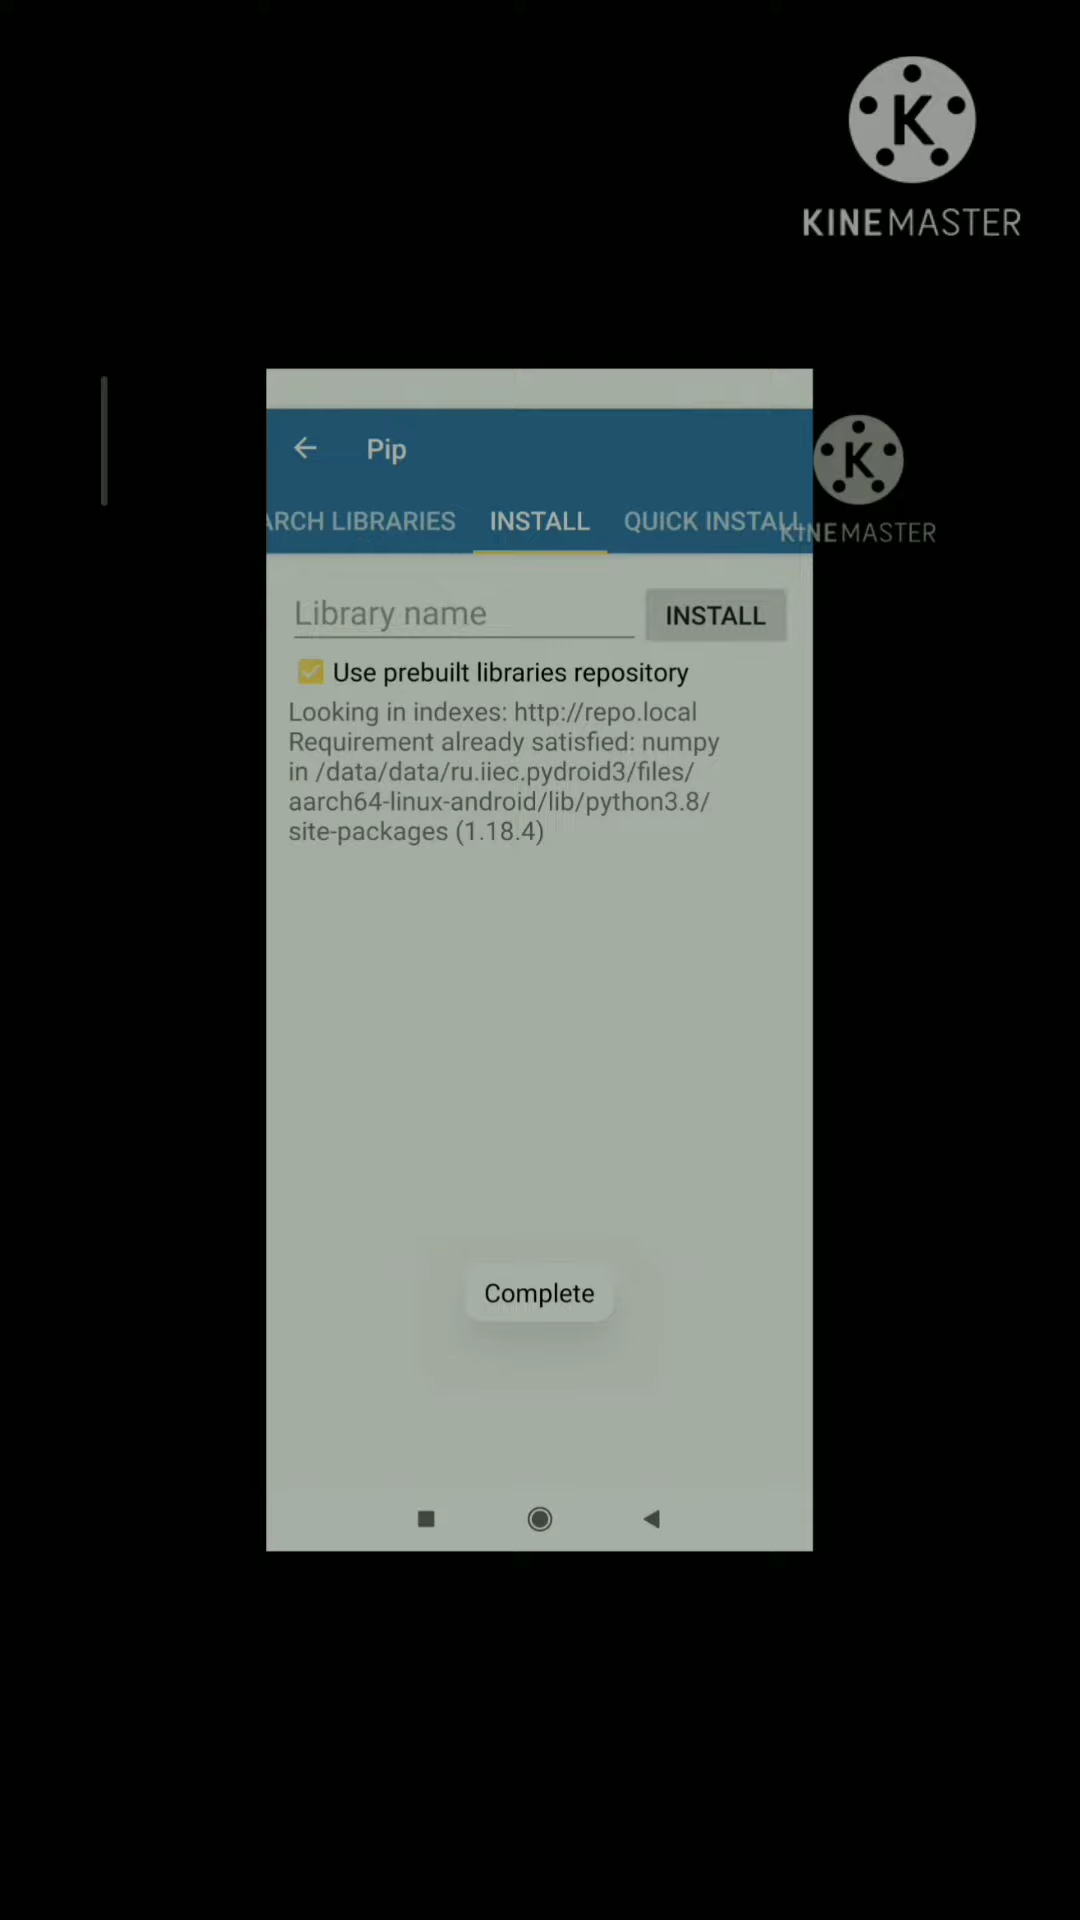 K
KINEMASTER
Pip
K
ARCH LIBRARIES INSTALL QUICK INSTALL
KINEMASTER
Library name INSTALL
Use prebuilt libraries repository
Looking in indexes: http://repo.local
Requirement already satisfied: numpy
in /data/data/ru.iiec.pydroid3/files/
aarch64-linux-android/lib/python3.8/
site-packages (1.18.4)
Complete